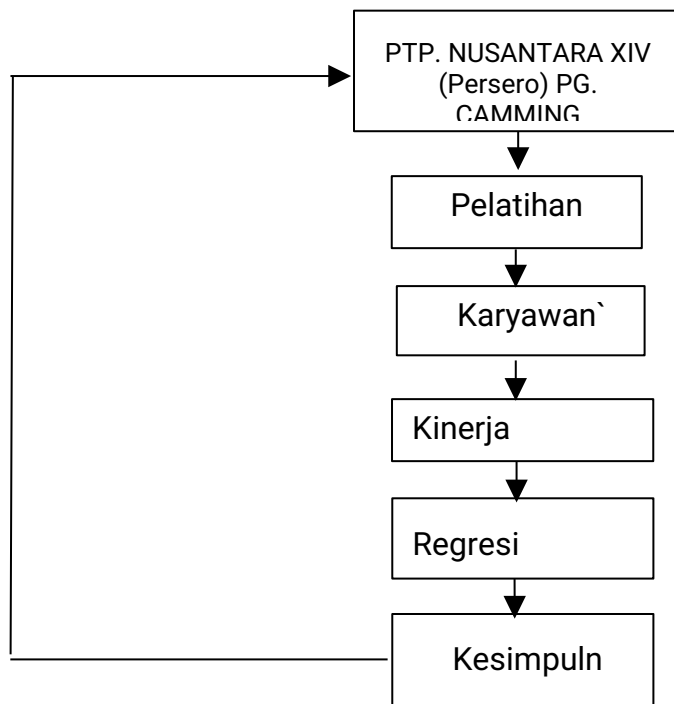 PTP. NUSANTARA XIV
(Persero) PG.
CAMMING
Pelatihan
Karyawan`
Kinerja
Regresi
Kesimpuln